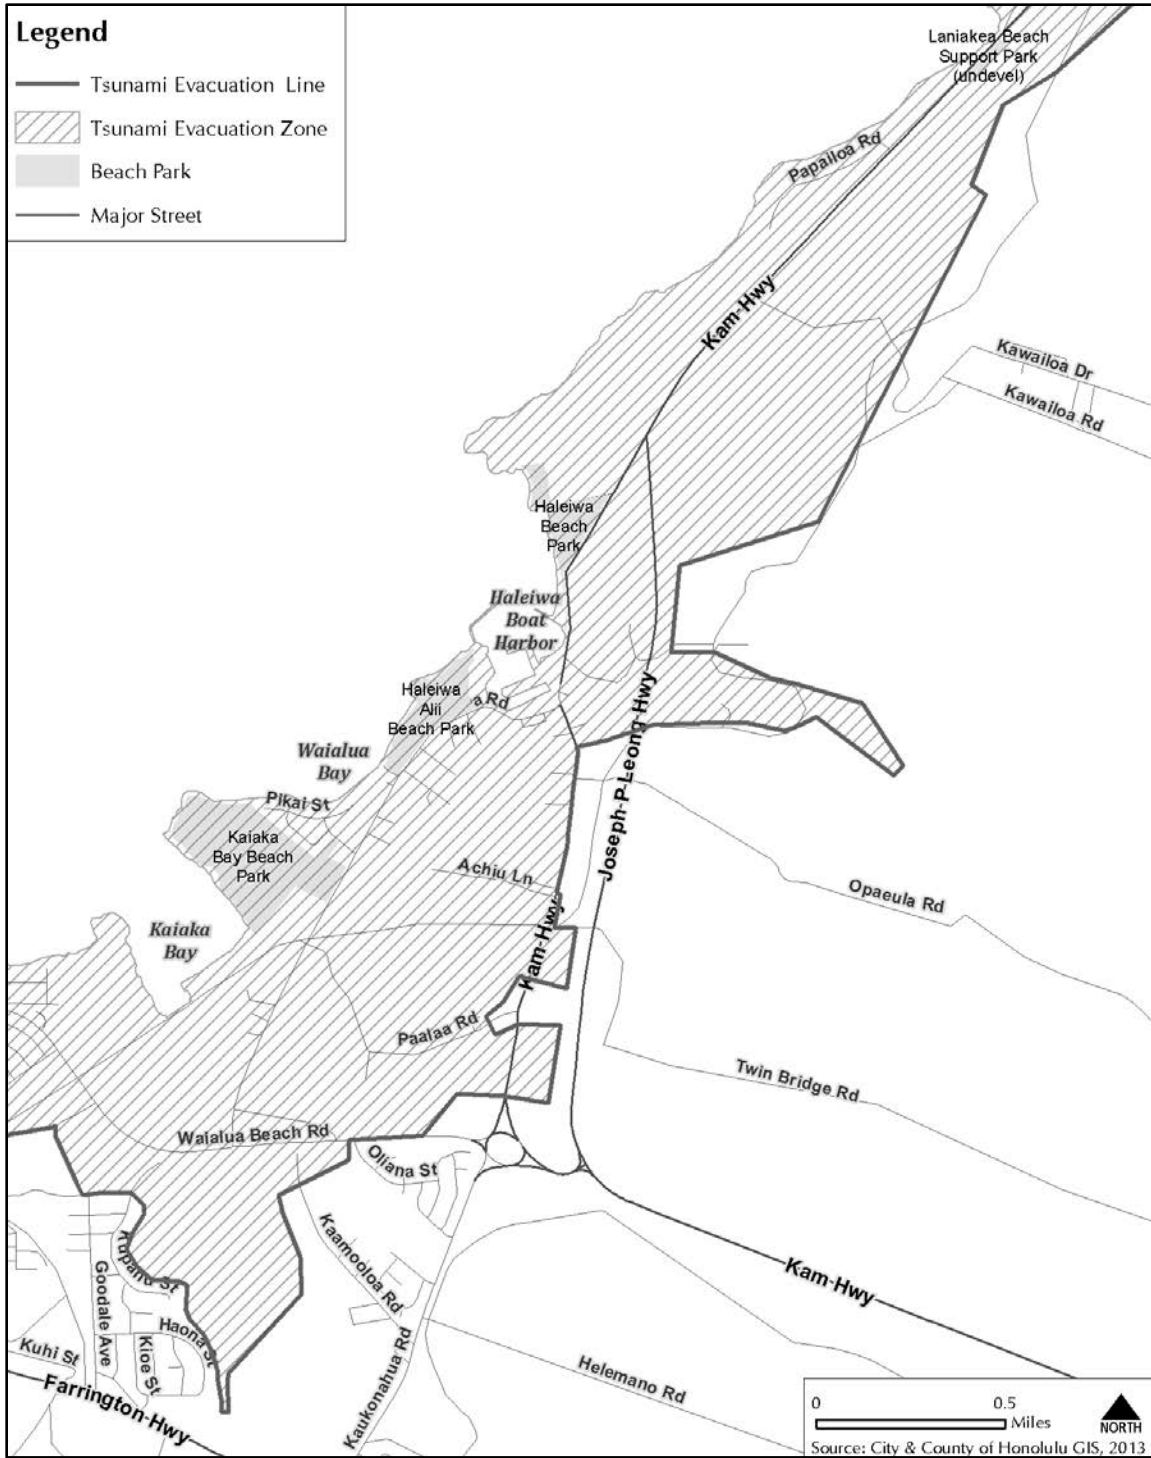 Legend
Tsunami Evacuation Line
Tsunami Evacuation Zone
Beach Park
Major Street
Laniakea Beach
Support Park
(undevel)
Papailoa Rd
Kam Hwy
Kawailoa Dr
Kawailoa Rd
Haleiwa
Beach
Park
Haleiwa
Boat
Harbor
Haleiwa
Alii
Beach Park
a Rd
Joseph P Leong Hwy
Waialua
Bay
Pikai St
Kaiaka
Bay Beach
Park
Achiu Ln
Opaeula Rd
Kaiaka
Bay
Kam Hwy
Paalaa Rd
Twin Bridge Rd
Waialua Beach Rd
Oliana St
Kaamooloa Rd
Kupahu St
Goodale Ave
Haona St
Kioe St
Kuhi St
Farrington Hwy
Kaukonahua Rd
Kam Hwy
Helemano Rd
0 0.5
Miles
NORTH
Source: City & County of Honolulu GIS, 2013